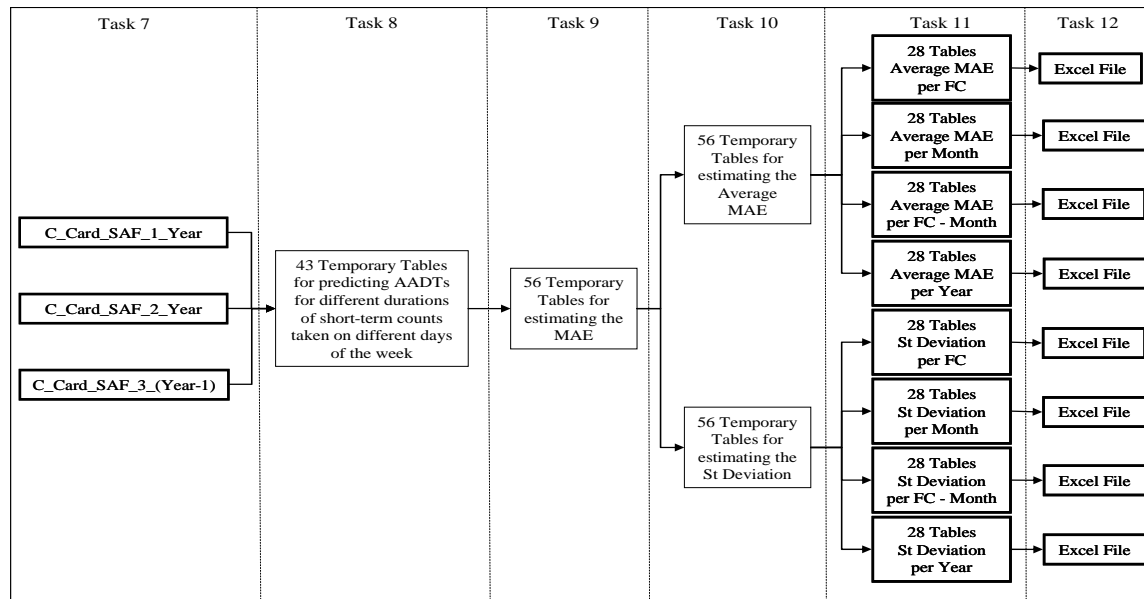 Task 7
Task 8
Task 9
Task 10
Task 11
Task 12
C_Card_SAF_1_Year
C_Card_SAF_2_Year
C_Card_SAF_3_(Year-1)
43 Temporary Tables
for predicting AADTs
for different durations
of short-term counts
taken on different days
of the week
56 Temporary
Tables for
estimating the
MAE
56 Temporary
Tables for
estimating the
Average
MAE
56 Temporary
Tables for
estimating the
St Deviation
28 Tables
Average MAE
per FC
28 Tables
Average MAE
per Month
28 Tables
Average MAE
per FC - Month
28 Tables
Average MAE
per Year
28 Tables
St Deviation
per FC
28 Tables
St Deviation
per Month
28 Tables
St Deviation
per FC - Month
28 Tables
St Deviation
per Year
Excel File
Excel File
Excel File
Excel File
Excel File
Excel File
Excel File
Excel File